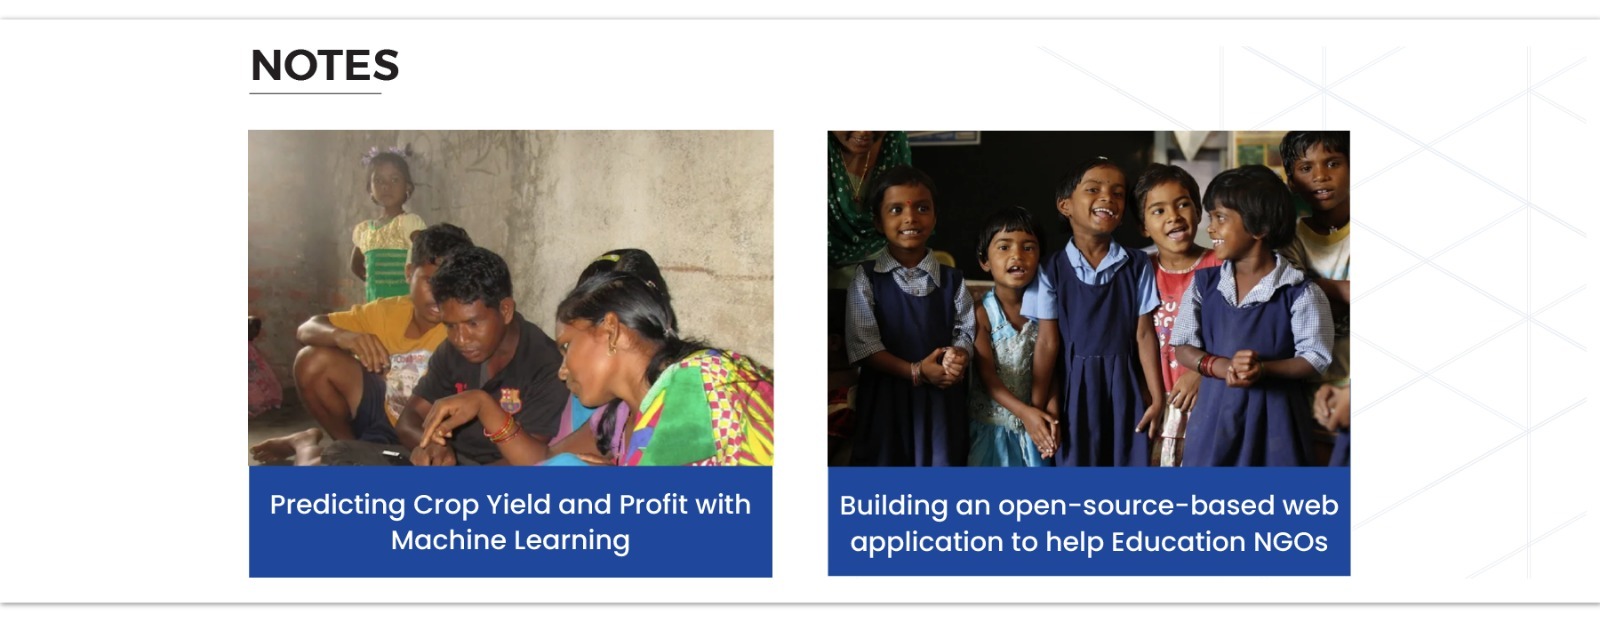 NOTES
Predicting Crop Yield and Profit with
Machine Learning
Building an open-source-based web
application to help Education NGOs